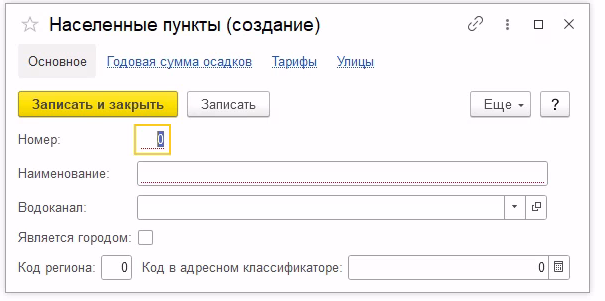 Населенные пункты (создание)
Основное Годовая сумма осадков Тарифы Улицы
Записать и закрыть Записать Еще ?
Номер: 0
Наименование:
Водоканал:
Является городом:
Код региона: 0 Код в адресном классификаторе: 0